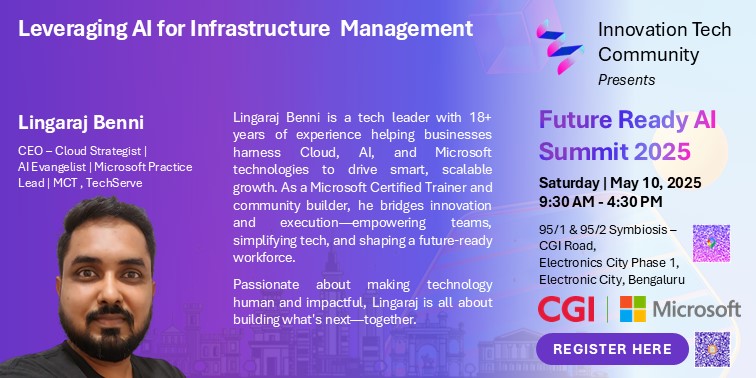 Leveraging AI for Infrastructure Management
Lingaraj Benni
CEO – Cloud Strategist |
AI Evangelist | Microsoft Practice
Lead | MCT , TechServe
Lingaraj Benni is a tech leader with 18+
years of experience helping businesses
harness Cloud, AI, and Microsoft
technologies to drive smart, scalable
growth. As a Microsoft Certified Trainer and
community builder, he bridges innovation
and execution—empowering teams,
simplifying tech, and shaping a future-ready
workforce.
Passionate about making technology
human and impactful, Lingaraj is all about
building what's next—together.
Innovation Tech
Community
Presents
Future Ready AI
Summit 2025
Saturday | May 10, 2025
9:30 AM - 4:30 PM
95/1 & 95/2 Symbiosis –
CGI Road,
Electronics City Phase 1,
Electronic City, Bengaluru
CGI | Microsoft
REGISTER HERE